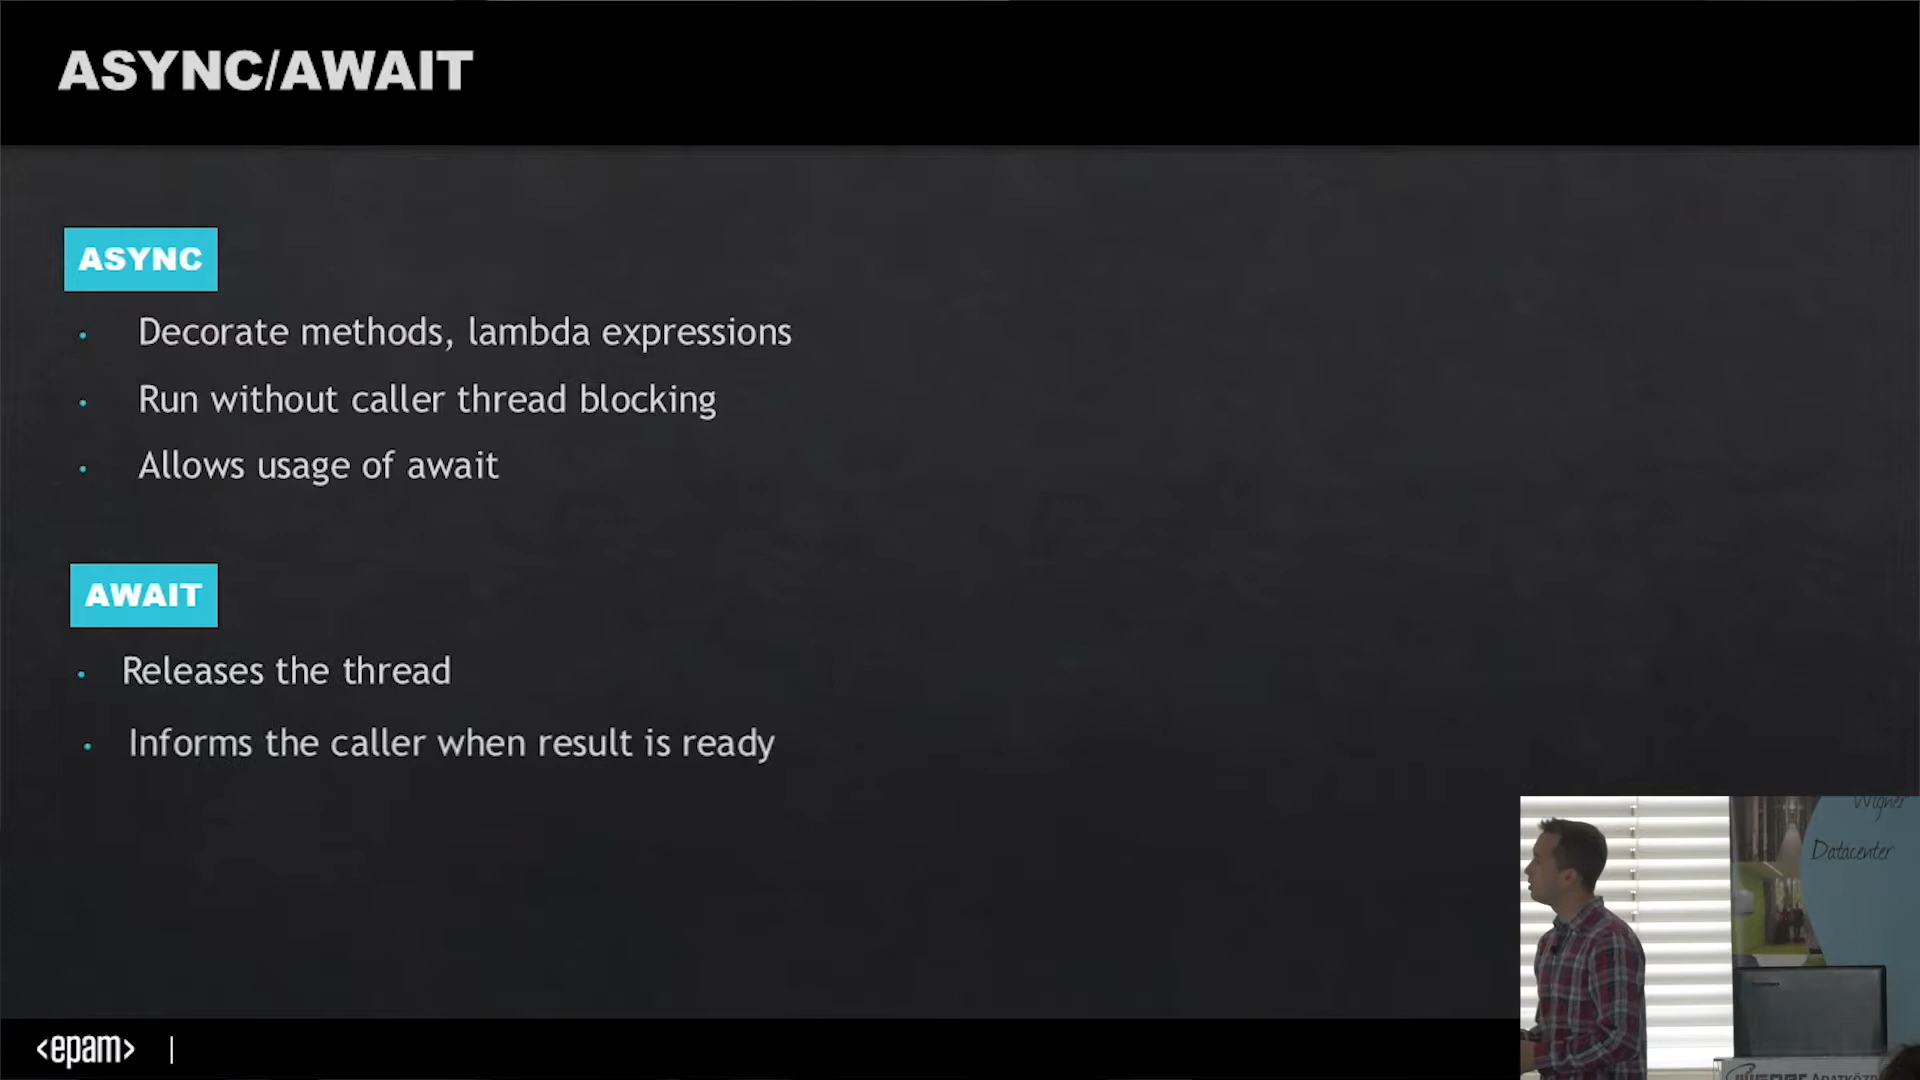 ASYNC/AWAIT
ASYNC
Decorate methods, lambda expressions
Run without caller thread blocking
Allows usage of await
AWAIT
Releases the thread
Informs the caller when result is ready
Wigner
Datacenter
<epam> |